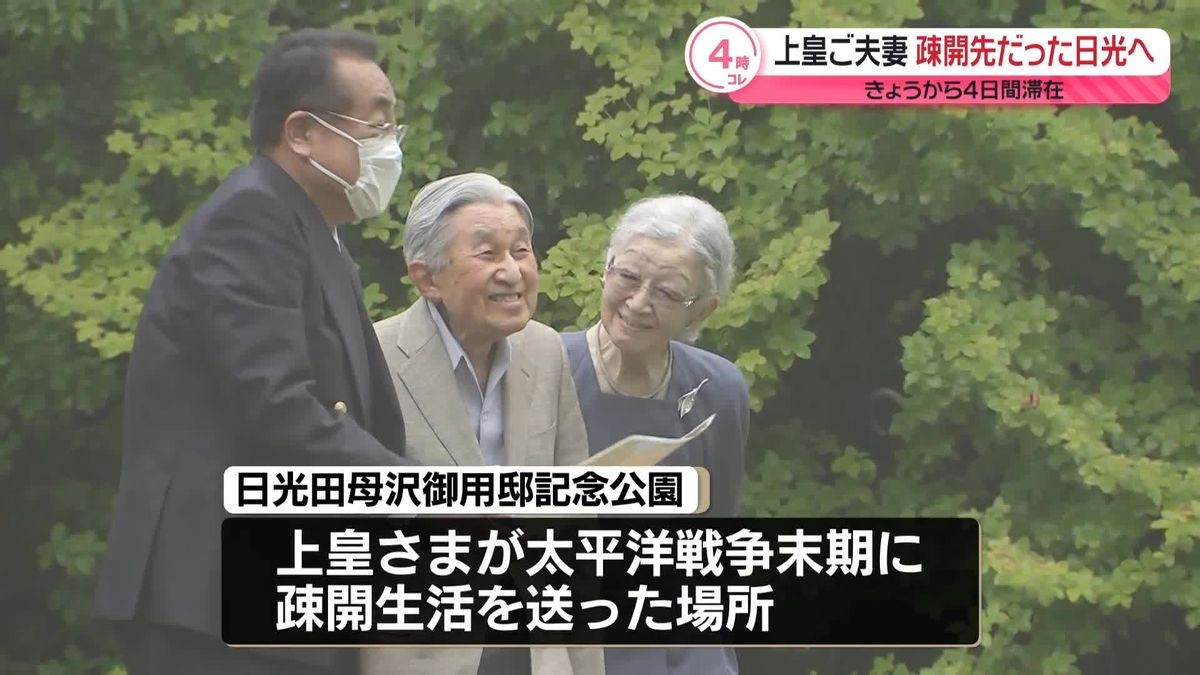 4時コレ
上皇ご夫妻 疎開先だった日光へ
きょうから4日間滞在
日光田母沢御用邸記念公園
上皇さまが太平洋戦争末期に
疎開生活を送った場所